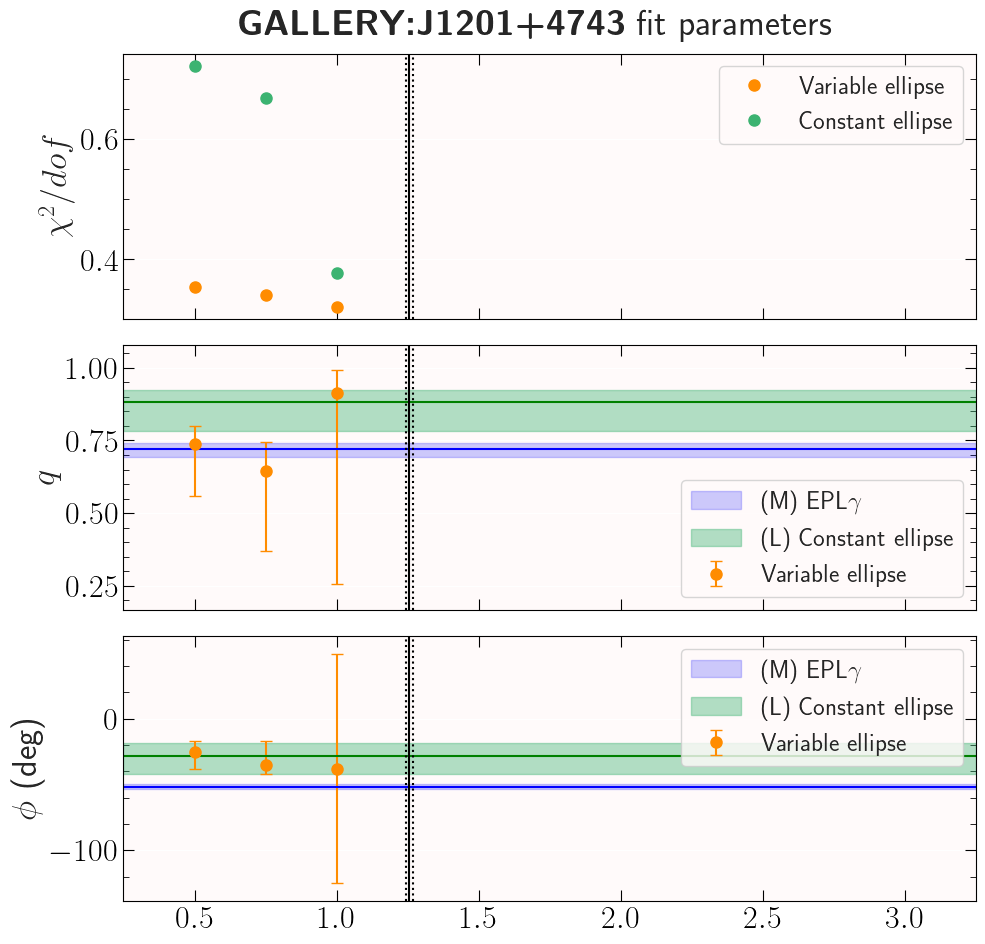 GALLERY:J1201+4743 fit parameters
Variable ellipse
Constant ellipse
χ²/dof
0.6
0.4
1.00
0.75
0.50
0.25
q
(M) EPLγ
(L) Constant ellipse
Variable ellipse
0
−100
ϕ (deg)
(M) EPLγ
(L) Constant ellipse
Variable ellipse
0.5 1.0 1.5 2.0 2.5 3.0